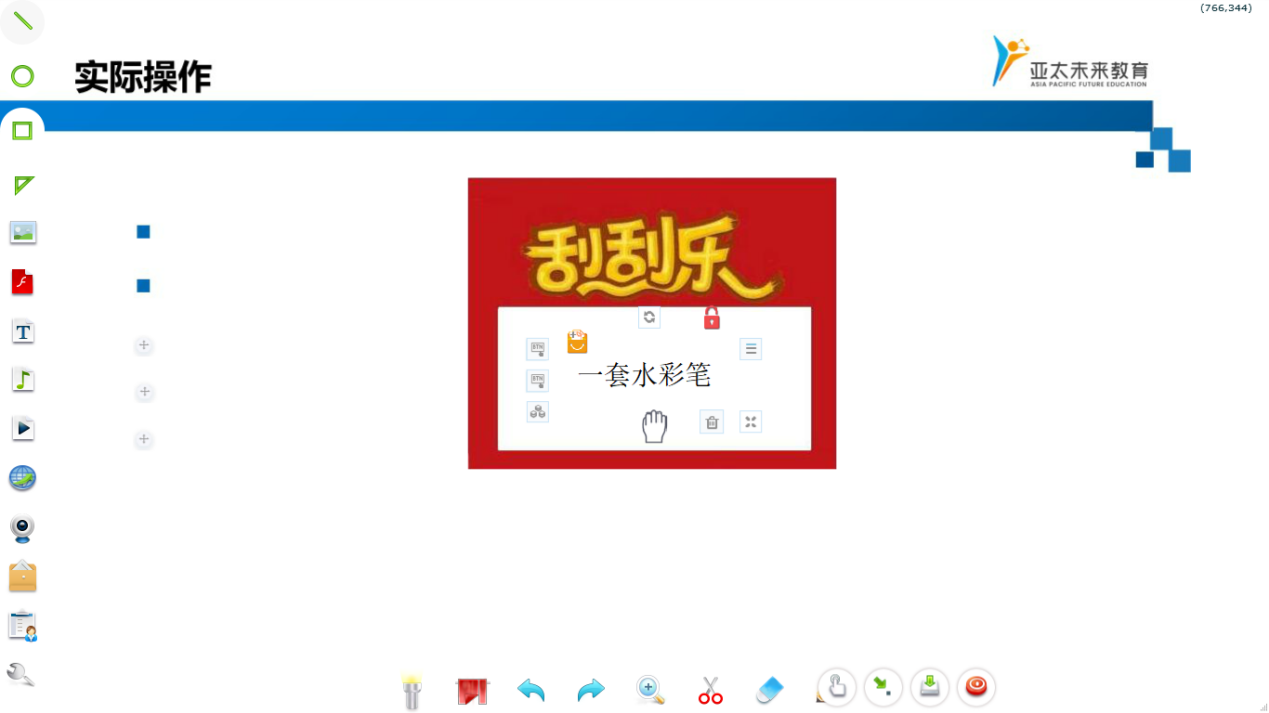 (766,344)
实际操作
亚太未来教育
ASIA PACIFIC FUTURE EDUCATION
刮刮乐
一套水彩笔